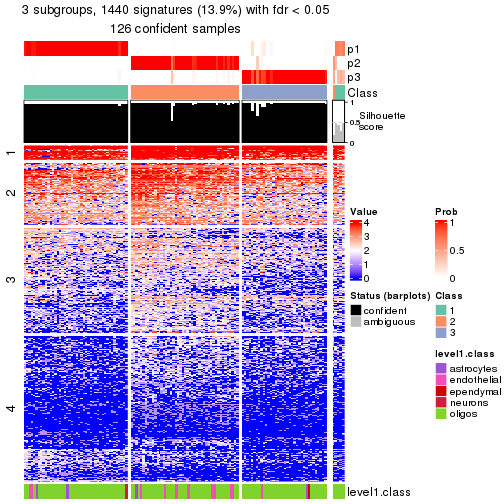 3 subgroups, 1440 signatures (13.9%) with fdr < 0.05
126 confident samples
p1
p2
p3
Class
1
0.5
0
Silhouette
score
1
2
3
4
level1.class
Value
4
3
2
1
0
Prob
1
0.5
0
Status (barplots)
confident
ambiguous
Class
1
2
3
level1.class
astrocytes
endothelial
ependymal
neurons
oligos